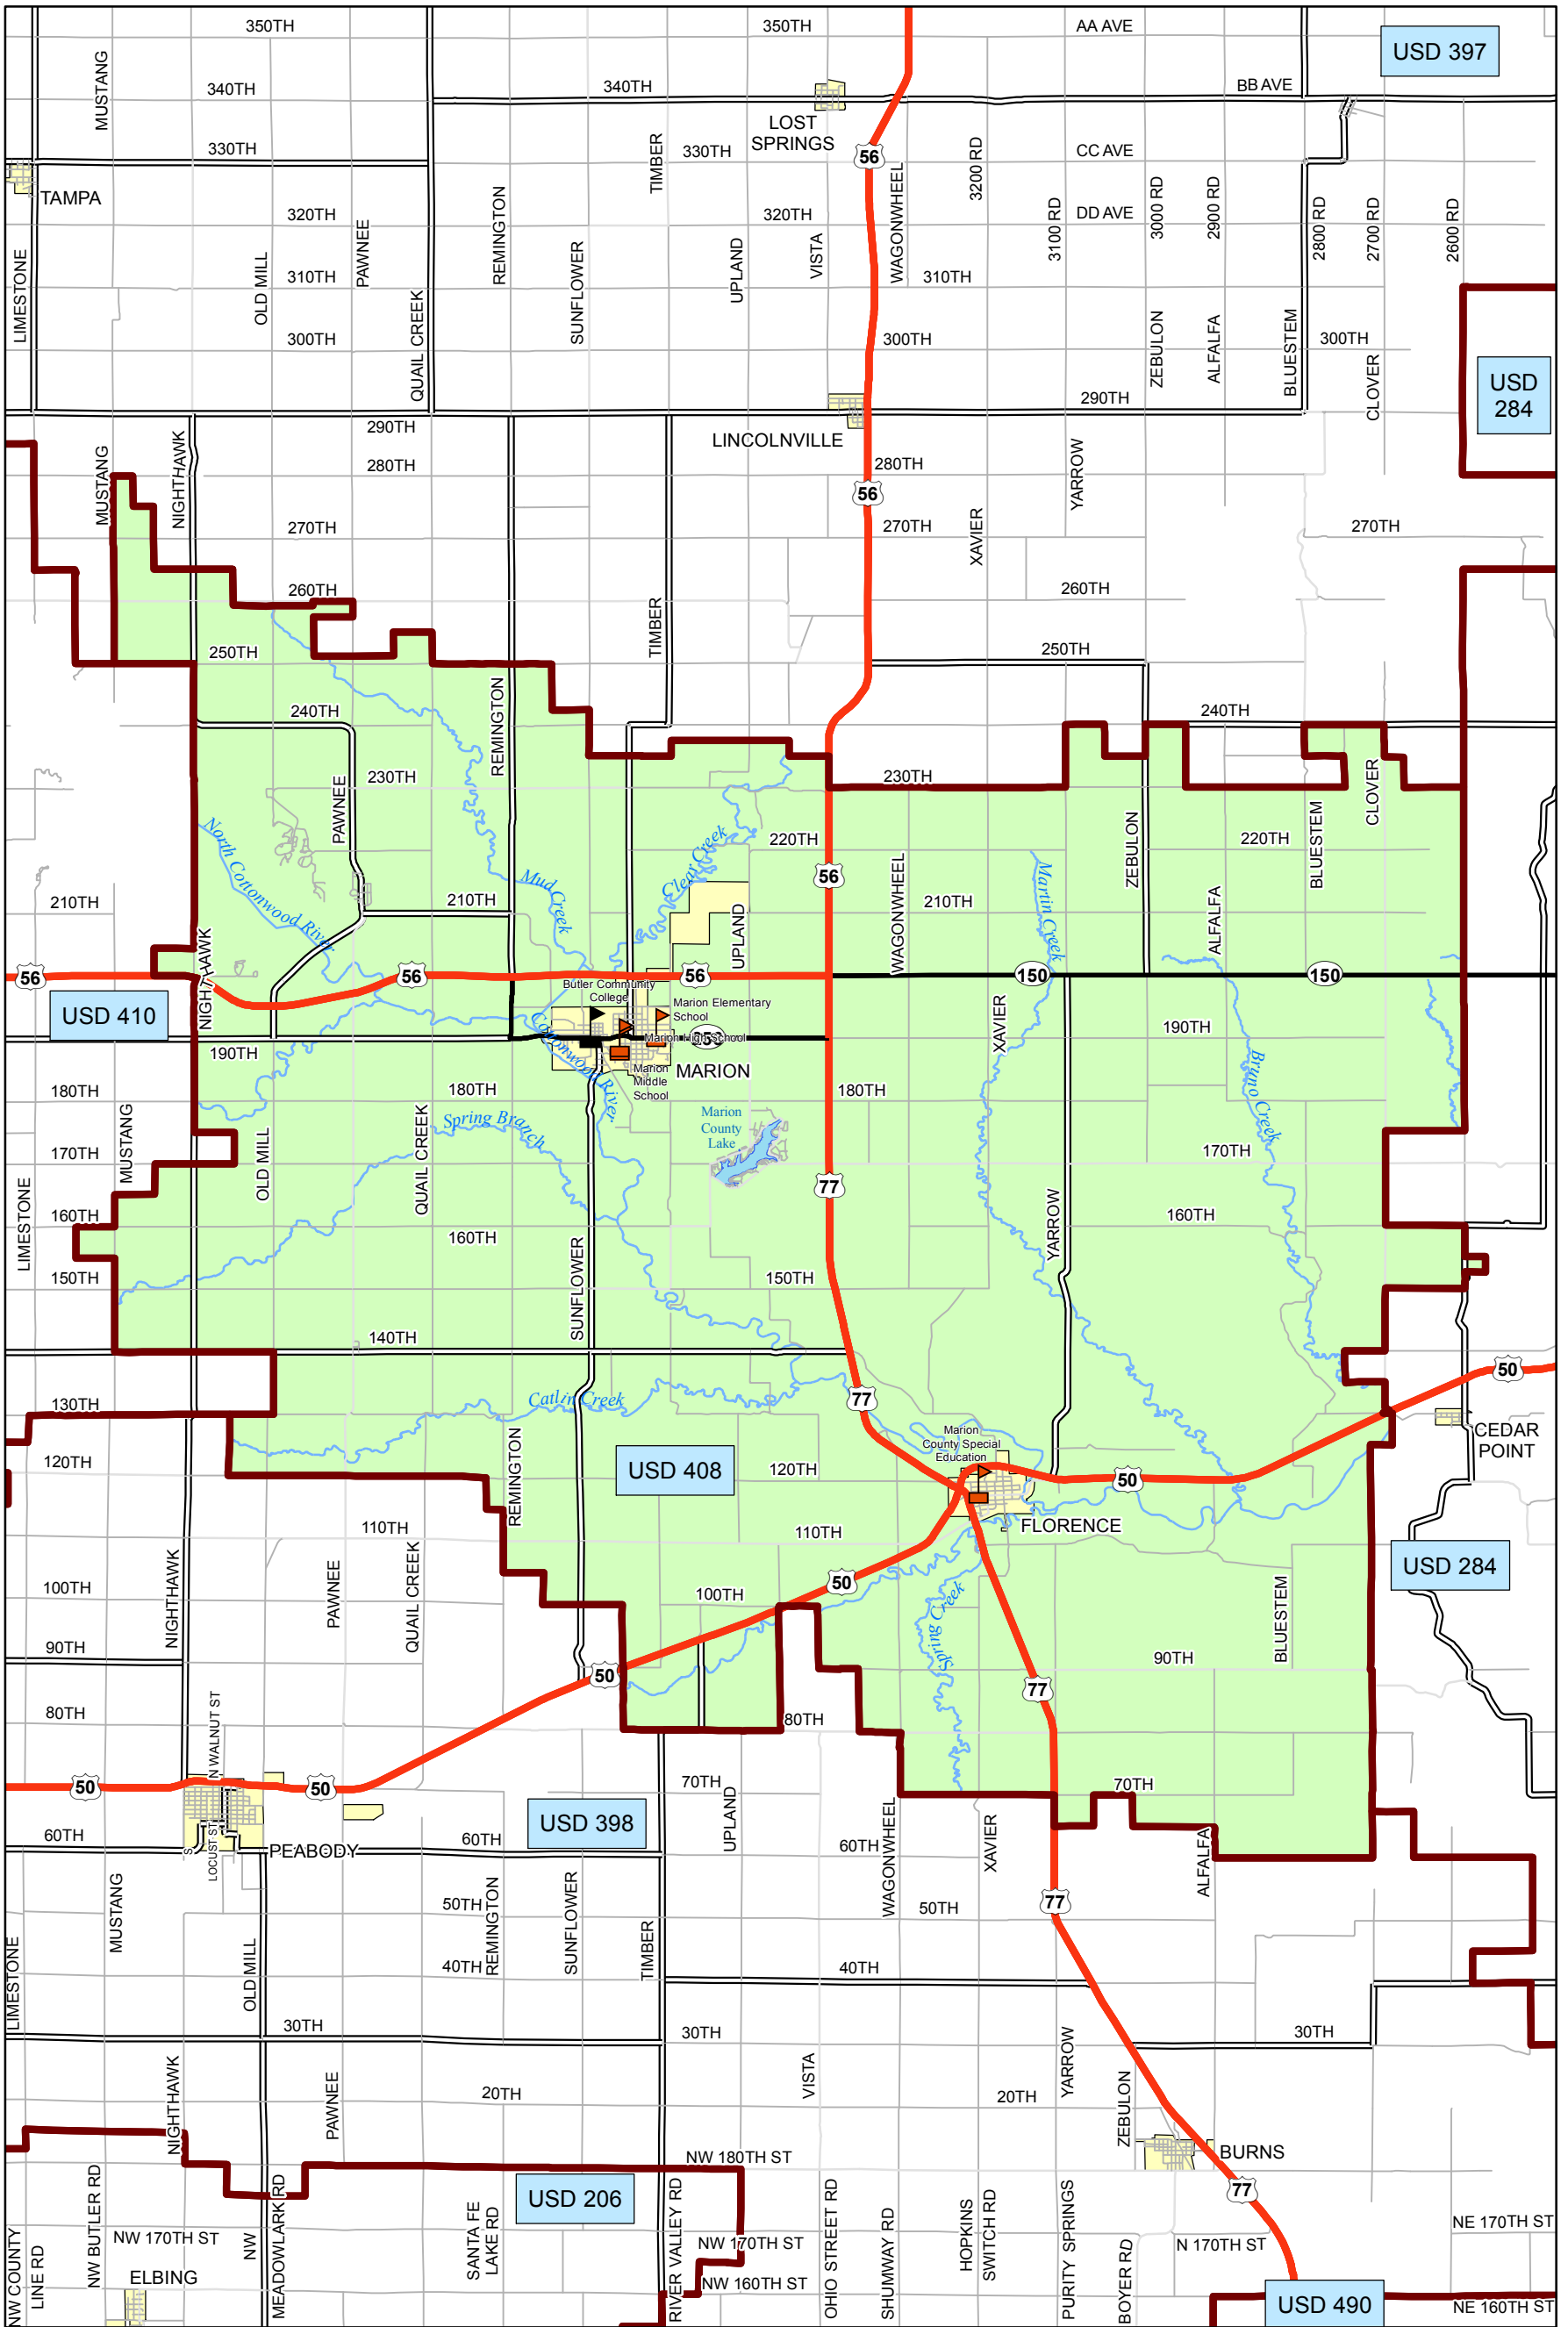 350TH
350TH
AA AVE
USD 397
MUSTANG
340TH
340TH
BB AVE
LOST
SPRINGS
330TH
TIMBER
330TH
56
WAGONWHEEL
3200 RD
CC AVE
TAMPA
320TH
PAWNEE
REMINGTON
320TH
VISTA
3100 RD
DD AVE
3000 RD
2900 RD
2800 RD
2700 RD
2600 RD
LIMESTONE
OLD MILL
310TH
SUNFLOWER
UPLAND
310TH
300TH
QUAIL CREEK
300TH
ZEBULON
ALFALFA
BLUESTEM
300TH
CLOVER
USD
284
290TH
290TH
LINCOLNVILLE
MUSTANG
NIGHTHAWK
280TH
280TH
56
YARROW
270TH
270TH
XAVIER
270TH
260TH
TIMBER
260TH
250TH
250TH
REMINGTON
240TH
240TH
PAWNEE
230TH
230TH
CLOVER
North Cottonwood River
Clear Creek
220TH
ZEBULON
220TH
BLUESTEM
Mud Creek
56
WAGONWHEEL
Martin Creek
210TH
210TH
UPLAND
210TH
ALFALFA
56
NIGHTHAWK
56
56
150
150
USD 410
Butler Community
College
Marion Elementary
School
Marion High School
XAVIER
190TH
Cottonwood River
190TH
MARION
Marion
Middle
School
Bruno Creek
180TH
MUSTANG
180TH
180TH
QUAIL CREEK
Spring Branch
Marion
County
Lake
170TH
OLD MILL
170TH
LIMESTONE
77
YARROW
160TH
160TH
160TH
SUNFLOWER
150TH
150TH
140TH
50
130TH
Catlin Creek
77
CEDAR
POINT
REMINGTON
Marion
County Special
Education
120TH
USD 408
120TH
50
110TH
110TH
FLORENCE
NIGHTHAWK
PAWNEE
QUAIL CREEK
USD 284
100TH
50
100TH
Spring Creek
BLUESTEM
90TH
90TH
50
77
N WALNUT ST
80TH
80TH
50
50
70TH
UPLAND
70TH
USD 398
WAGONWHEEL
XAVIER
60TH
S
LOCUST ST
PEABODY
60TH
60TH
ALFALFA
MUSTANG
REMINGTON
SUNFLOWER
50TH
50TH
77
LIMESTONE
OLD MILL
40TH
TIMBER
40TH
30TH
30TH
30TH
NIGHTHAWK
PAWNEE
VISTA
YARROW
20TH
20TH
ZEBULON
BURNS
NW 180TH ST
77
USD 206
NW COUNTY
LINE RD
NW BUTLER RD
NW 170TH ST
NW
MEADOWLARK RD
SANTA FE
LAKE RD
RIVER VALLEY RD
NW 170TH ST
OHIO STREET RD
SHUMWAY RD
HOPKINS
SWITCH RD
PURITY SPRINGS
BOYER RD
N 170TH ST
NE 170TH ST
ELBING
NW 160TH ST
USD 490
NE 160TH ST